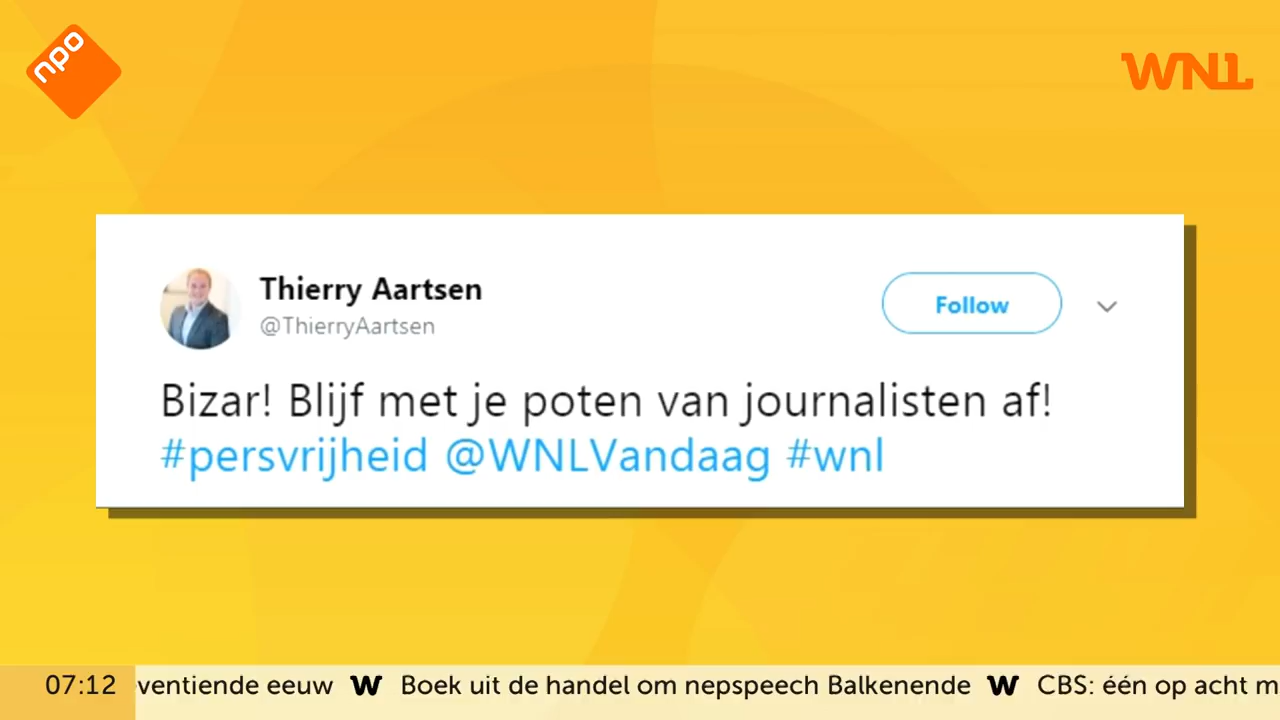 npo
WNL
Thierry Aartsen
@ThierryAartsen
Follow
Bizar! Blijf met je poten van journalisten af!
#persvrijheid @WNLVandaag #wnl
07:12 ventiende eeuw W Boek uit de handel om nepspeech Balkenende W CBS: één op acht m